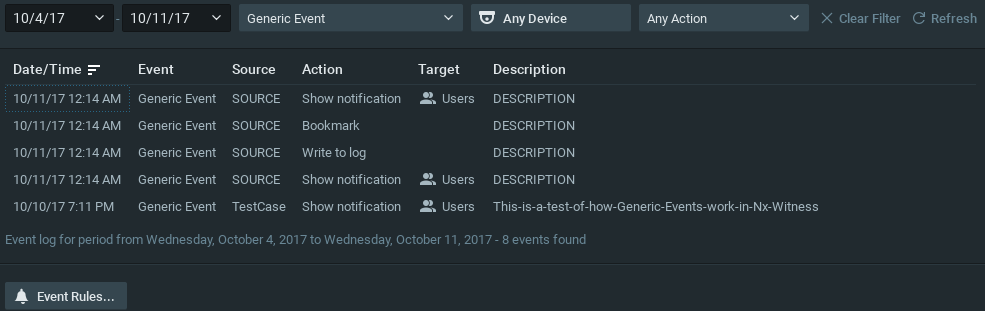 10/4/17 - 10/11/17 Generic Event Any Device Any Action Clear Filter Refresh
Date/Time Event Source Action Target Description
10/11/17 12:14 AM Generic Event SOURCE Show notification Users DESCRIPTION
10/11/17 12:14 AM Generic Event SOURCE Bookmark DESCRIPTION
10/11/17 12:14 AM Generic Event SOURCE Write to log DESCRIPTION
10/11/17 12:14 AM Generic Event SOURCE Show notification Users DESCRIPTION
10/10/17 7:11 PM Generic Event TestCase Show notification Users This-is-a-test-of-how-Generic-Events-work-in-Nx-Witness
Event log for period from Wednesday, October 4, 2017 to Wednesday, October 11, 2017 - 8 events found
Event Rules...